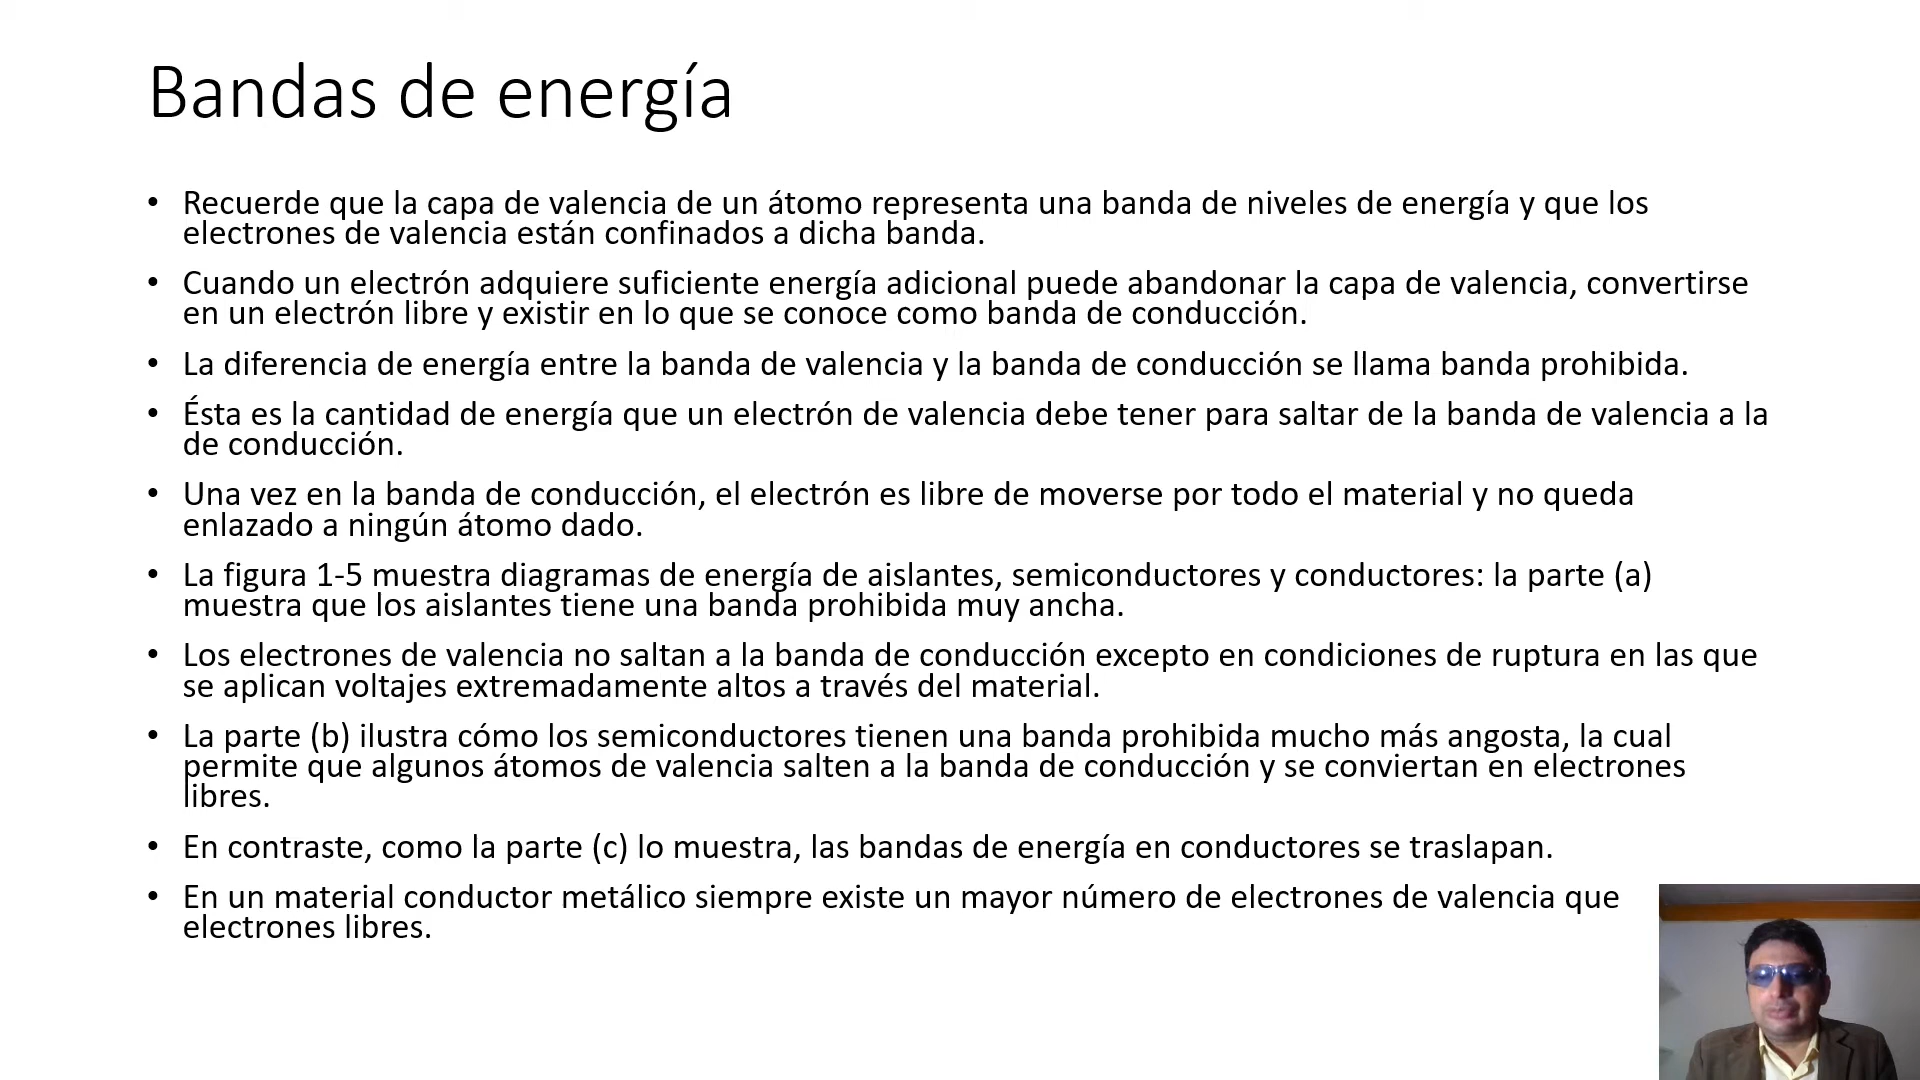 Bandas de energía
• Recuerde que la capa de valencia de un átomo representa una banda de niveles de energía y que los
electrones de valencia están confinados a dicha banda.
• Cuando un electrón adquiere suficiente energía adicional puede abandonar la capa de valencia, convertirse
en un electrón libre y existir en lo que se conoce como banda de conducción.
• La diferencia de energía entre la banda de valencia y la banda de conducción se llama banda prohibida.
• Ésta es la cantidad de energía que un electrón de valencia debe tener para saltar de la banda de valencia a la
de conducción.
• Una vez en la banda de conducción, el electrón es libre de moverse por todo el material y no queda
enlazado a ningún átomo dado.
• La figura 1-5 muestra diagramas de energía de aislantes, semiconductores y conductores: la parte (a)
muestra que los aislantes tiene una banda prohibida muy ancha.
• Los electrones de valencia no saltan a la banda de conducción excepto en condiciones de ruptura en las que
se aplican voltajes extremadamente altos a través del material.
• La parte (b) ilustra cómo los semiconductores tienen una banda prohibida mucho más angosta, la cual
permite que algunos átomos de valencia salten a la banda de conducción y se conviertan en electrones
libres.
• En contraste, como la parte (c) lo muestra, las bandas de energía en conductores se traslapan.
• En un material conductor metálico siempre existe un mayor número de electrones de valencia que
electrones libres.